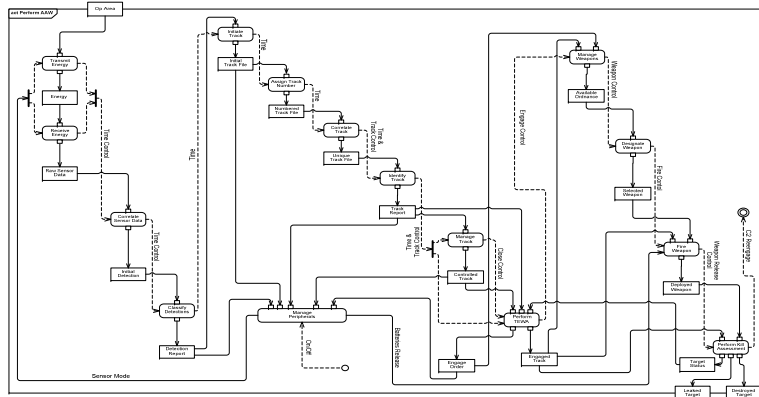 act Perform AAW
Op Area
Transmit
Energy
Energy
Receive
Energy
Raw Sensor
Data
Time Control
Correlate
Sensor Data
Initial
Detection
Time Control
Classify
Detections
Detection
Report
Sensor Mode
Time
Initiate
Track
Initial
Track File
Time
Assign Track
Number
Numbered
Track File
Time
Correlate
Track
Unique
Track File
Time &
Track Control
Identify
Track
Track
Report
Time &
Track Control
Manage
Track
Controlled
Track
Close Control
Manage
Peripherals
On/Off
Batteries Release
Perform
TEWA
Engage
Order
Engaged
Track
Engage Control
Manage
Weapons
Available
Ordnance
Weapon Control
Designate
Weapon
Selected
Weapon
Fire Control
Fire
Weapon
Deployed
Weapon
Weapon Release
Control
C2 Reengage
Perform Kill
Assessment
Target
Status
Leaked
Target
Destroyed
Target